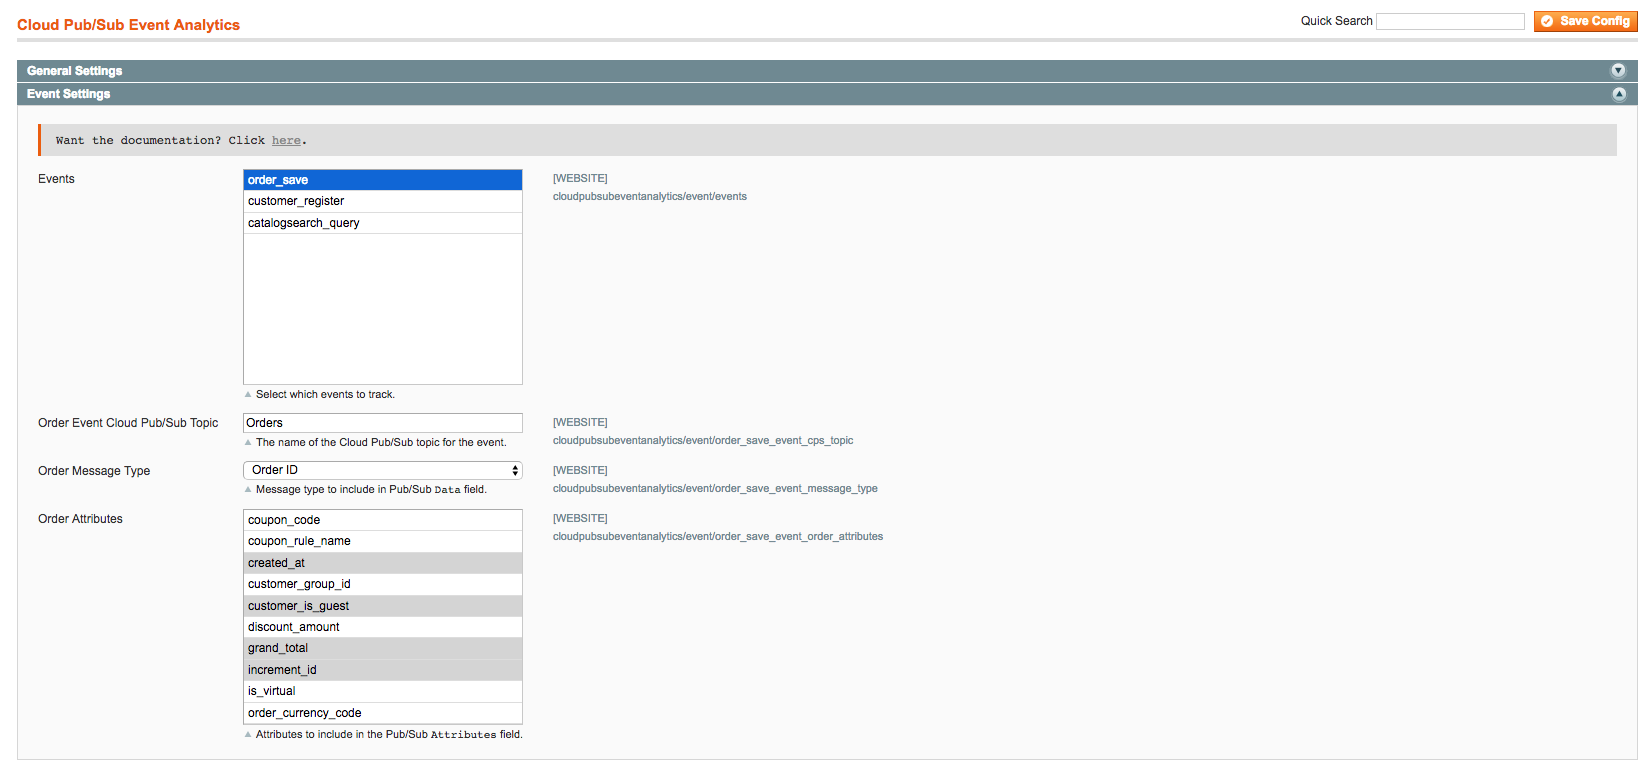 Cloud Pub/Sub Event Analytics
Quick Search
Save Config
General Settings
Event Settings
Want the documentation? Click here.
Events
order_save
customer_register
catalogsearch_query
Select which events to track.
[WEBSITE]
cloudpubsubeventanalytics/event/events
Order Event Cloud Pub/Sub Topic
Orders
The name of the Cloud Pub/Sub topic for the event.
[WEBSITE]
cloudpubsubeventanalytics/event/order_save_event_cps_topic
Order Message Type
Order ID
Message type to include in Pub/Sub Data field.
[WEBSITE]
cloudpubsubeventanalytics/event/order_save_event_message_type
Order Attributes
coupon_code
coupon_rule_name
created_at
customer_group_id
customer_is_guest
discount_amount
grand_total
increment_id
is_virtual
order_currency_code
Attributes to include in the Pub/Sub Attributes field.
[WEBSITE]
cloudpubsubeventanalytics/event/order_save_event_order_attributes